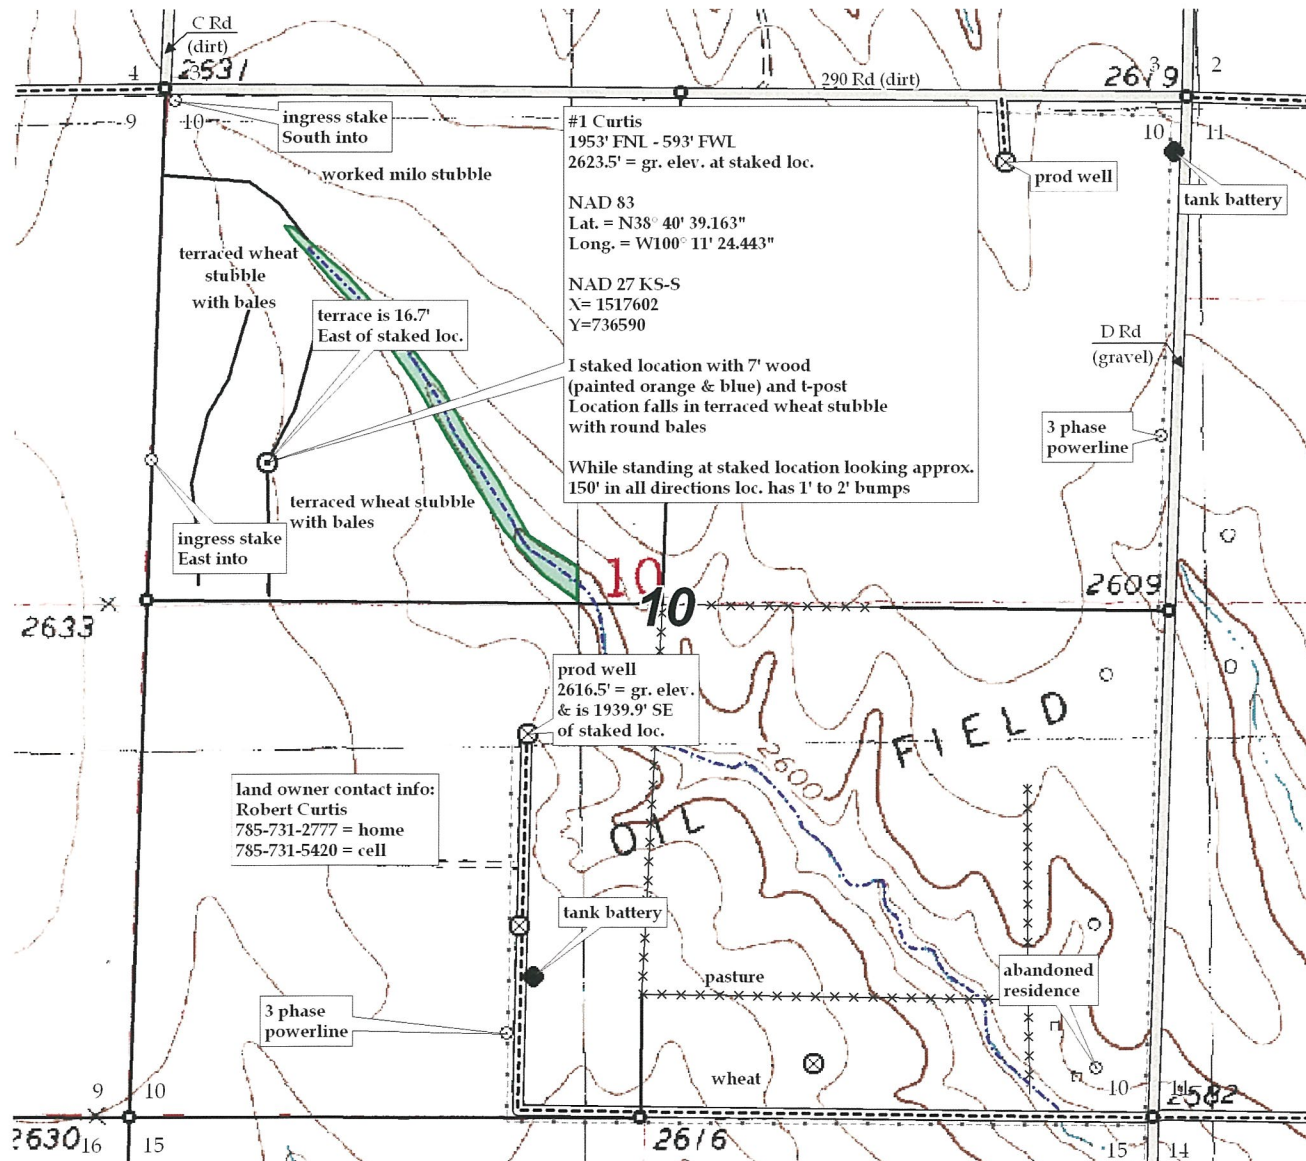 C Rd
(dirt)
4
3
2631
290 Rd (dirt)
2619
3
2
9
10
10
11
ingress stake
South into
worked milo stubble
#1 Curtis
1953' FNL - 593' FWL
2623.5' = gr. elev. at staked loc.
NAD 83
Lat. = N38° 40' 39.163"
Long. = W100° 11' 24.443"
NAD 27 KS-S
X= 1517602
Y=736590
I staked location with 7' wood
(painted orange & blue) and t-post
Location falls in terraced wheat stubble
with round bales
While standing at staked location looking approx.
150' in all directions loc. has 1' to 2' bumps
prod well
tank battery
terraced wheat
stubble
with bales
terrace is 16.7'
East of staked loc.
D Rd
(gravel)
3 phase
powerline
terraced wheat stubble
with bales
ingress stake
East into
10
10
2609
2633
prod well
2616.5' = gr. elev.
& is 1939.9' SE
of staked loc.
2600
OIL FIELD
land owner contact info:
Robert Curtis
785-731-2777 = home
785-731-5420 = cell
tank battery
pasture
abandoned
residence
3 phase
powerline
wheat
9
10
10
11
2582
2630
16
15
2616
15
14